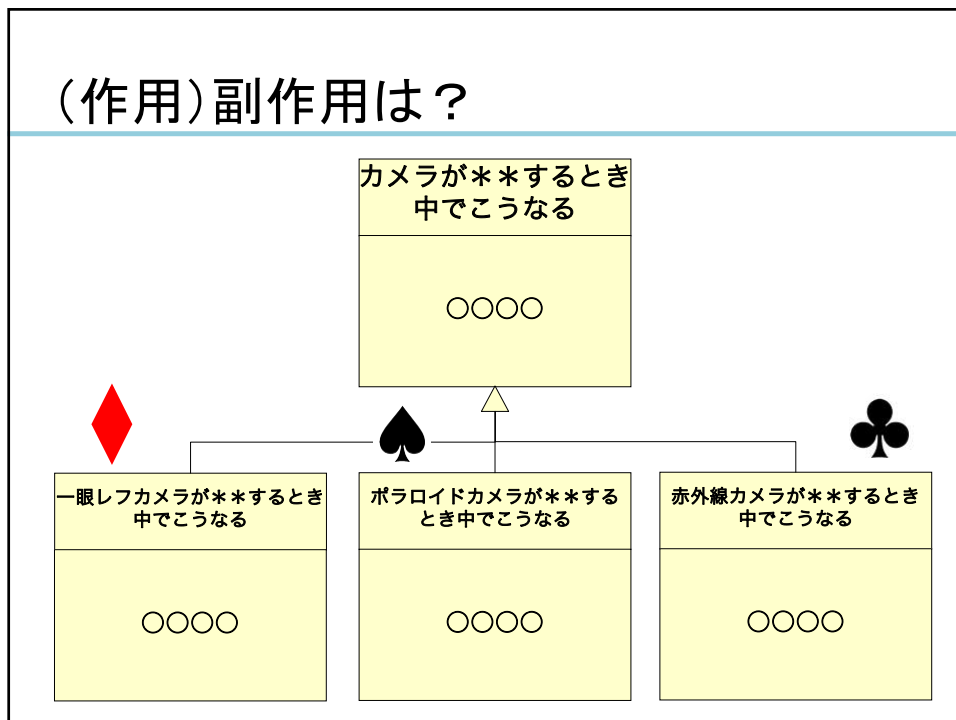 （作用）副作用は？
カメラが＊＊するとき
中でこうなる
○○○○
一眼レフカメラが＊＊するとき
中でこうなる
○○○○
ポラロイドカメラが＊＊する
とき中でこうなる
○○○○
赤外線カメラが＊＊するとき
中でこうなる
○○○○